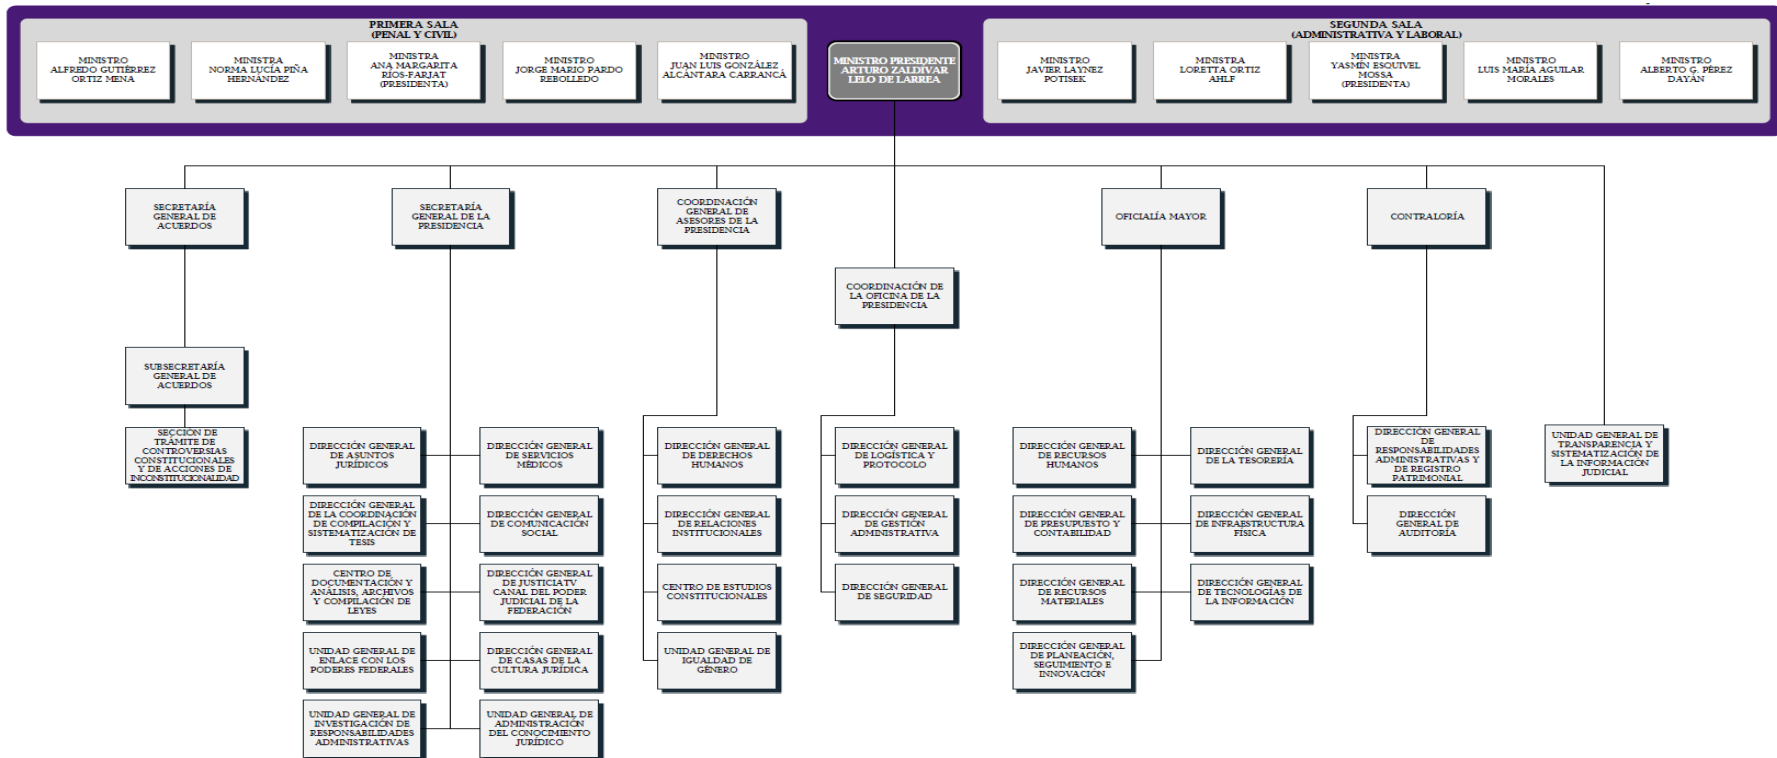 PRIMERA SALA
(PENAL Y CIVIL)
MINISTRO
ALFREDO GUTIÉRREZ
ORTIZ MENA
MINISTRA
NORMA LUCÍA PIÑA
HERNÁNDEZ
MINISTRA
ANA MARGARITA
RÍOS-FARJAT
(PRESIDENTA)
MINISTRO
JORGE MARIO PARDO
REBOLLEDO
MINISTRO
JUAN LUIS GONZÁLEZ
ALCÁNTARA CARRANCÁ
MINISTRO PRESIDENTE
ARTURO ZALDÍVAR
LELO DE LARREA
SEGUNDA SALA
(ADMINISTRATIVA Y LABORAL)
MINISTRO
JAVIER LAYNEZ
POTISEK
MINISTRA
LORETTA ORTIZ
AHLF
MINISTRA
YASMÍN ESQUIVEL
MOSSA
(PRESIDENTA)
MINISTRO
LUIS MARÍA AGUILAR
MORALES
MINISTRO
ALBERTO G. PÉREZ
DAYÁN
SECRETARÍA
GENERAL DE
ACUERDOS
SECRETARÍA
GENERAL DE LA
PRESIDENCIA
COORDINACIÓN
GENERAL DE
ASESORES DE LA
PRESIDENCIA
OFICIALÍA MAYOR
CONTRALORÍA
COORDINACIÓN DE
LA OFICINA DE LA
PRESIDENCIA
SUBSECRETARÍA
GENERAL DE
ACUERDOS
SECCIÓN DE
TRÁMITE DE
CONTROVERSIAS
CONSTITUCIONALES
Y DE ACCIONES DE
INCONSTITUCIONALIDAD
DIRECCIÓN GENERAL
DE ASUNTOS
JURÍDICOS
DIRECCIÓN GENERAL
DE SERVICIOS
MÉDICOS
DIRECCIÓN GENERAL
DE DERECHOS
HUMANOS
DIRECCIÓN GENERAL
DE LOGÍSTICA Y
PROTOCOLO
DIRECCIÓN GENERAL
DE RECURSOS
HUMANOS
DIRECCIÓN GENERAL
DE LA TESORERÍA
DIRECCIÓN GENERAL
DE
RESPONSABILIDADES
ADMINISTRATIVAS Y
DE REGISTRO
PATRIMONIAL
UNIDAD GENERAL DE
TRANSPARENCIA Y
SISTEMATIZACIÓN DE
LA INFORMACIÓN
JUDICIAL
DIRECCIÓN GENERAL
DE LA COORDINACIÓN
DE COMPILACIÓN Y
SISTEMATIZACIÓN DE
TESIS
DIRECCIÓN GENERAL
DE COMUNICACIÓN
SOCIAL
DIRECCIÓN GENERAL
DE RELACIONES
INSTITUCIONALES
DIRECCIÓN GENERAL
DE GESTIÓN
ADMINISTRATIVA
DIRECCIÓN GENERAL
DE PRESUPUESTO Y
CONTABILIDAD
DIRECCIÓN GENERAL
DE INFRAESTRUCTURA
FÍSICA
DIRECCIÓN
GENERAL DE
AUDITORÍA
CENTRO DE
DOCUMENTACIÓN Y
ANÁLISIS, ARCHIVOS
Y COMPILACIÓN DE
LEYES
DIRECCIÓN GENERAL
DE JUSTICIATV
CANAL DEL PODER
JUDICIAL DE LA
FEDERACIÓN
CENTRO DE ESTUDIOS
CONSTITUCIONALES
DIRECCIÓN GENERAL
DE SEGURIDAD
DIRECCIÓN GENERAL
DE RECURSOS
MATERIALES
DIRECCIÓN GENERAL
DE TECNOLOGÍAS DE
LA INFORMACIÓN
UNIDAD GENERAL DE
ENLACE CON LOS
PODERES FEDERALES
DIRECCIÓN GENERAL
DE CASAS DE
LA CULTURA JURÍDICA
UNIDAD GENERAL DE
IGUALDAD DE
GÉNERO
DIRECCIÓN GENERAL
DE PLANEACIÓN,
SEGUIMIENTO E
INNOVACIÓN
UNIDAD GENERAL DE
INVESTIGACIÓN DE
RESPONSABILIDADES
ADMINISTRATIVAS
UNIDAD GENERAL DE
ADMINISTRACIÓN
DEL CONOCIMIENTO
JURÍDICO